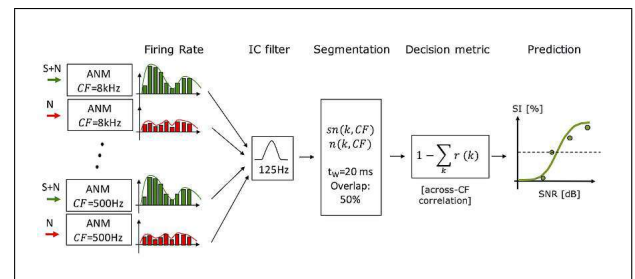 Firing Rate IC filter Segmentation Decision metric Prediction
S+N
ANM
CF=8kHz
N
ANM
CF=8kHz
S+N
ANM
CF=500Hz
N
ANM
CF=500Hz
125Hz
sn(k,CF)
n(k,CF)
tw=20 ms
Overlap:
50%
1−∑ r (k)
k
[across-CF
correlation]
SI [%]
SNR [dB]